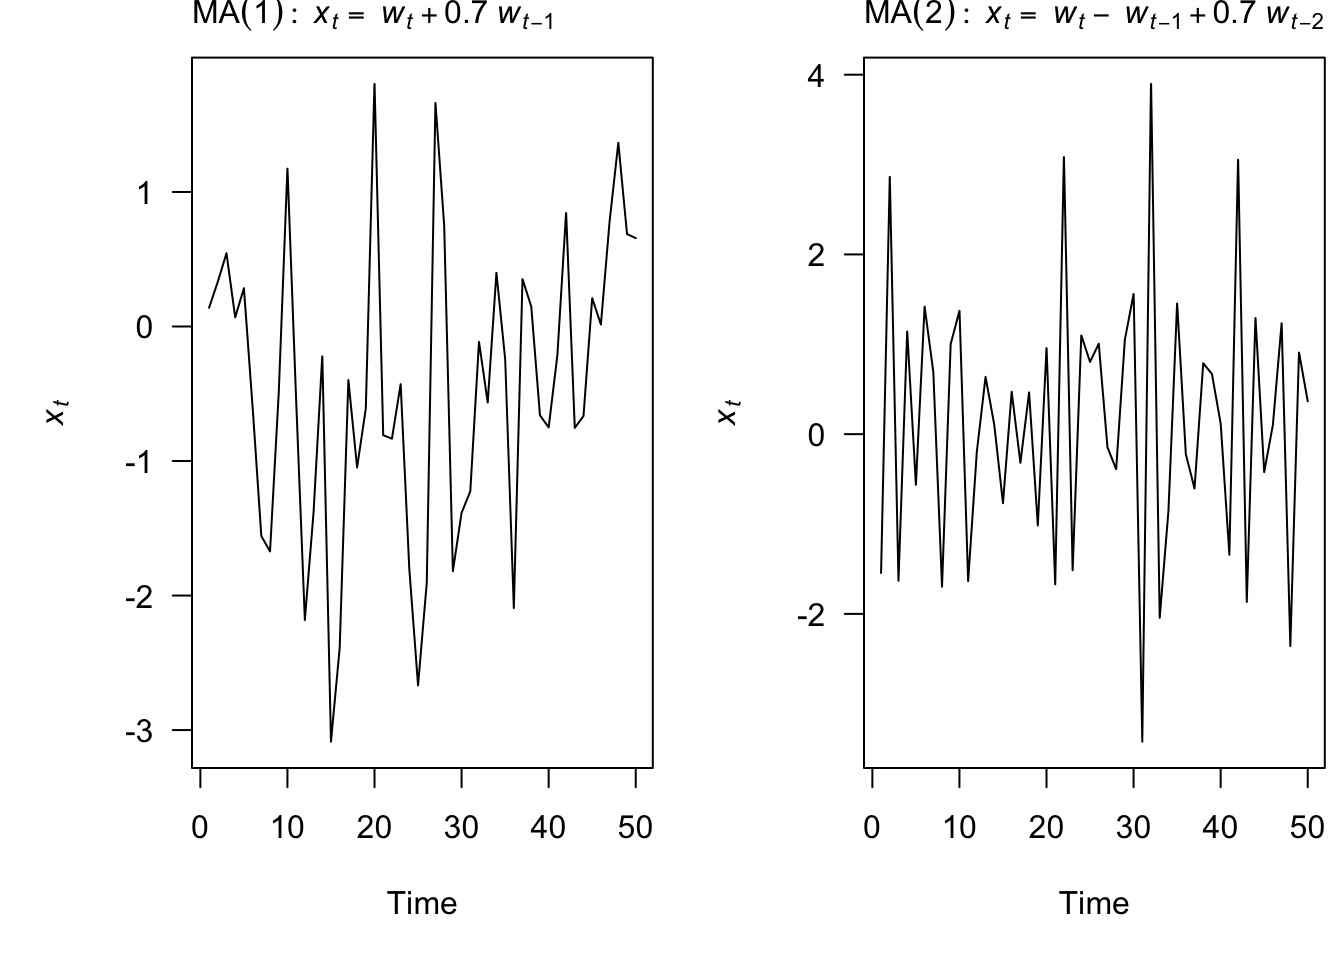 MA(1): x_t = w_t + 0.7 w_{t−1}
1
0
-1
-2
-3
x_t
0 10 20 30 40 50
Time
MA(2): x_t = w_t − w_{t−1} + 0.7 w_{t−2}
4
2
0
-2
x_t
0 10 20 30 40 50
Time